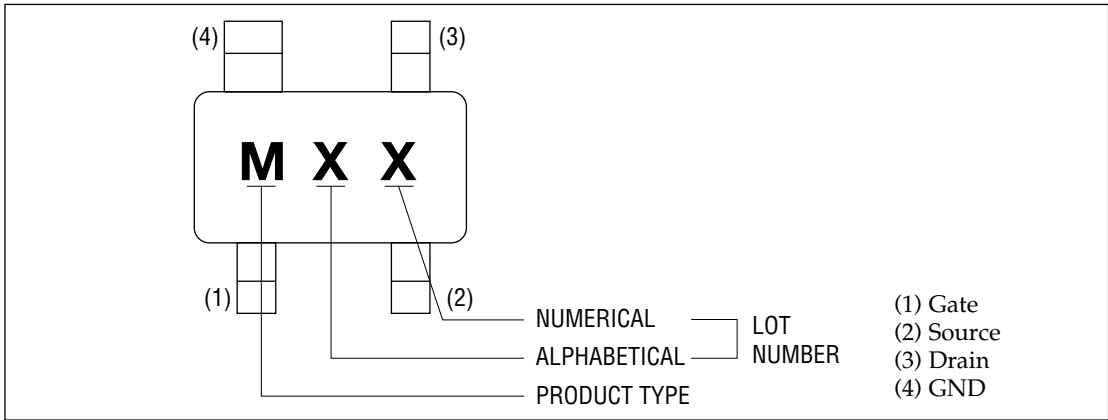 (4)
(3)
M X X
(1)
(2)
NUMERICAL
ALPHABETICAL
PRODUCT TYPE
LOT
NUMBER
(1) Gate
(2) Source
(3) Drain
(4) GND